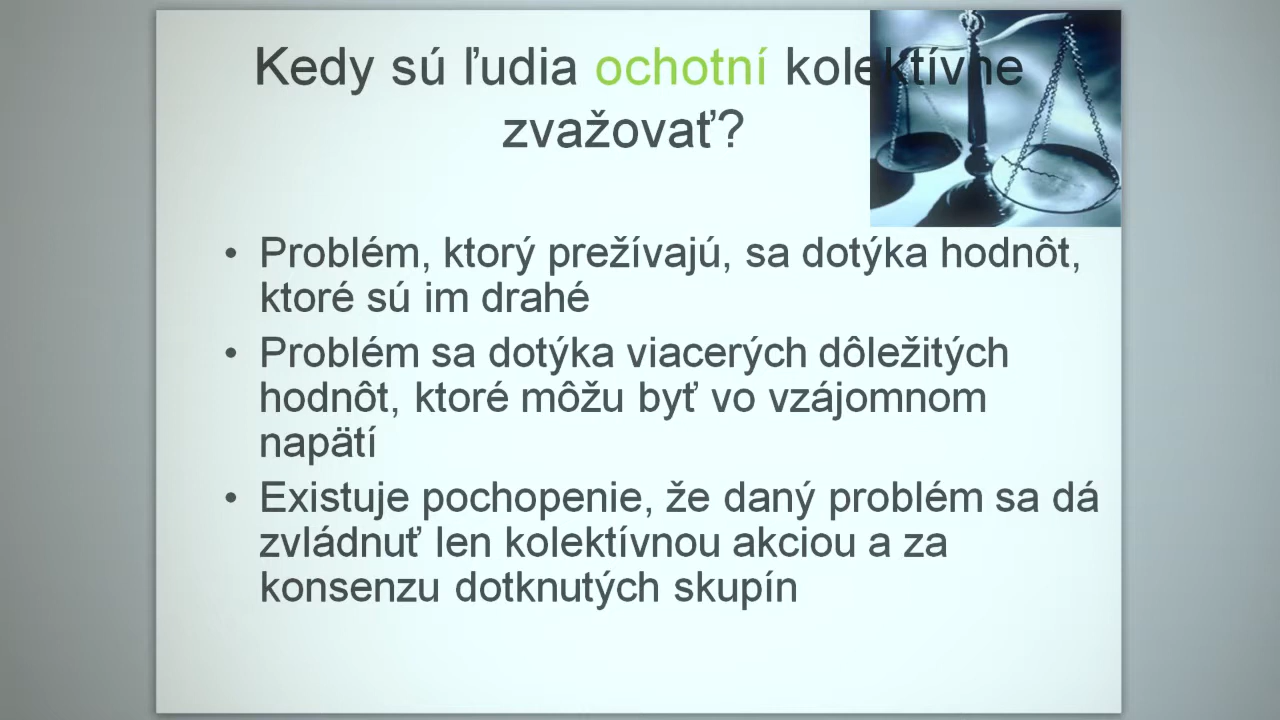 Kedy sú ľudia ochotní kolektívne
zvažovať?
• Problém, ktorý prežívajú, sa dotýka hodnôt,
ktoré sú im drahé
• Problém sa dotýka viacerých dôležitých
hodnôt, ktoré môžu byť vo vzájomnom
napätí
• Existuje pochopenie, že daný problém sa dá
zvládnuť len kolektívnou akciou a za
konsenzu dotknutých skupín